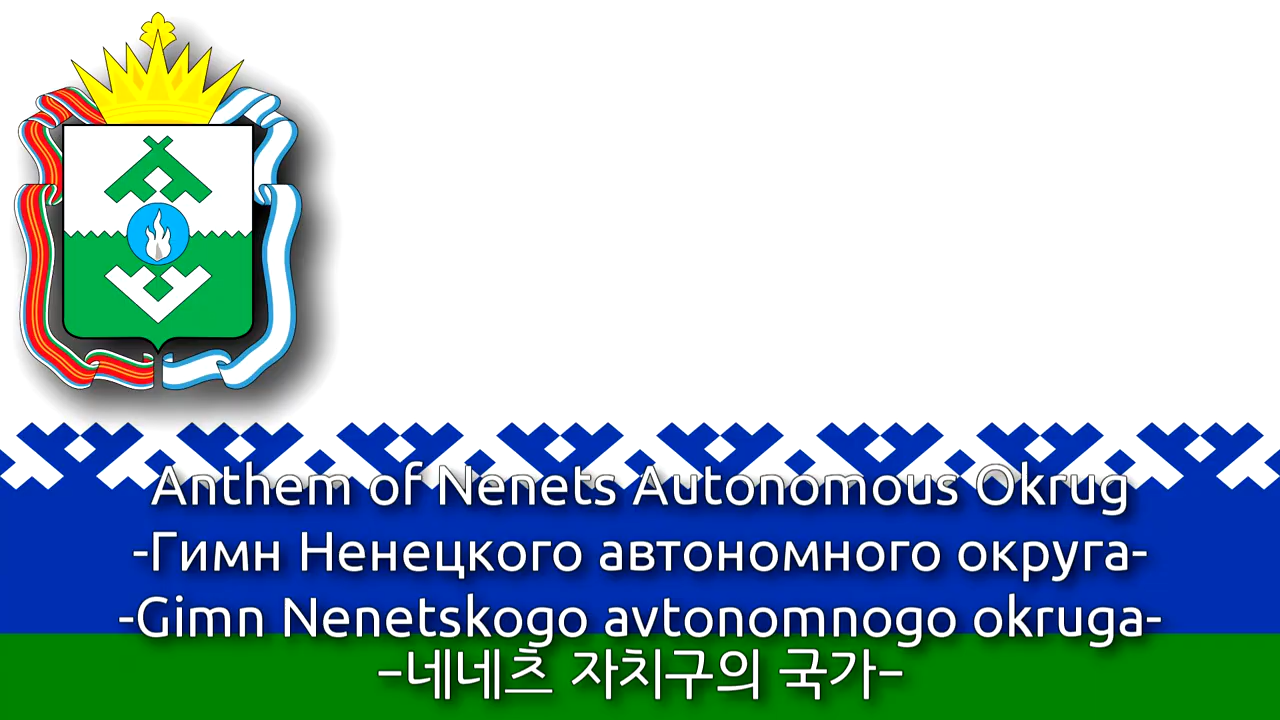 Anthem of Nenets Autonomous Okrug
-Гимн Ненецкого автономного округа-
-Gimn Nenetskogo avtonomnogo okruga-
-네네츠 자치구의 국가-